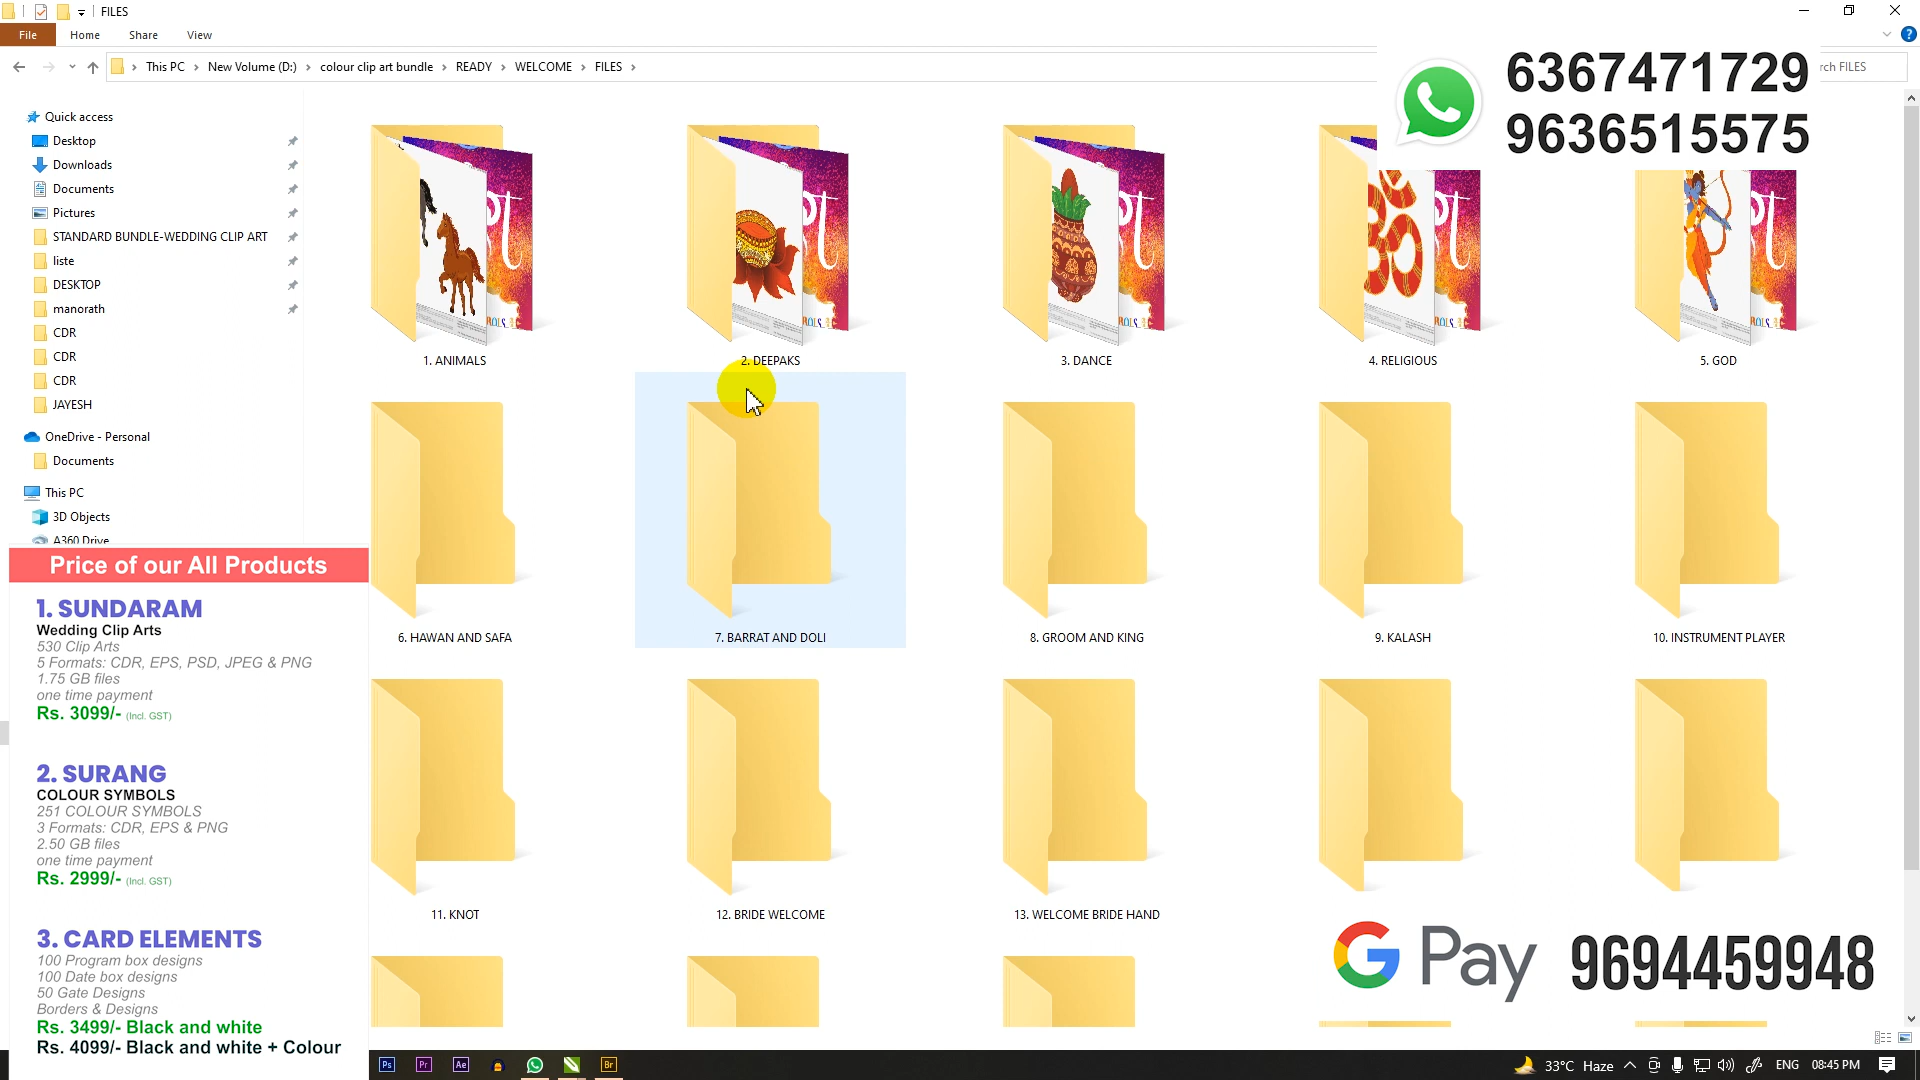 FILES
File Home Share View
This PC New Volume (D:) colour clip art bundle READY WELCOME FILES
rch FILES
6367471729
9636515575
Quick access
Desktop
Downloads
Documents
Pictures
STANDARD BUNDLE-WEDDING CLIP ART
liste
DESKTOP
manorath
CDR
CDR
CDR
JAYESH
OneDrive - Personal
Documents
This PC
3D Objects
A360 Drive
1. ANIMALS
2. DEEPAKS
3. DANCE
4. RELIGIOUS
5. GOD
6. HAWAN AND SAFA
7. BARRAT AND DOLI
8. GROOM AND KING
9. KALASH
10. INSTRUMENT PLAYER
11. KNOT
12. BRIDE WELCOME
13. WELCOME BRIDE HAND
Price of our All Products
1. SUNDARAM
Wedding Clip Arts
530 Clip Arts
5 Formats: CDR, EPS, PSD, JPEG & PNG
1.75 GB files
one time payment
Rs. 3099/- (Incl. GST)
2. SURANG
COLOUR SYMBOLS
251 COLOUR SYMBOLS
3 Formats: CDR, EPS & PNG
2.50 GB files
one time payment
Rs. 2999/- (Incl. GST)
3. CARD ELEMENTS
100 Program box designs
100 Date box designs
50 Gate Designs
Borders & Designs
Rs. 3499/- Black and white
Rs. 4099/- Black and white + Colour
G Pay 9694459948
Ps Pr Ae Br
33°C Haze ENG 08:45 PM